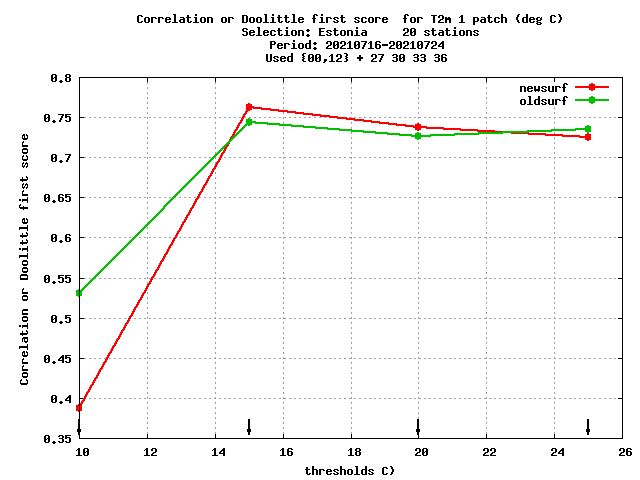 Correlation or Doolittle first score  for T2m 1 patch (deg C)
Selection: Estonia     20 stations
Period: 20210716-20210724
Used {00,12} + 27 30 33 36
newsurf
oldsurf
Correlation or Doolittle first score
0.8
0.75
0.7
0.65
0.6
0.55
0.5
0.45
0.4
0.35
10 12 14 16 18 20 22 24 26
thresholds C)